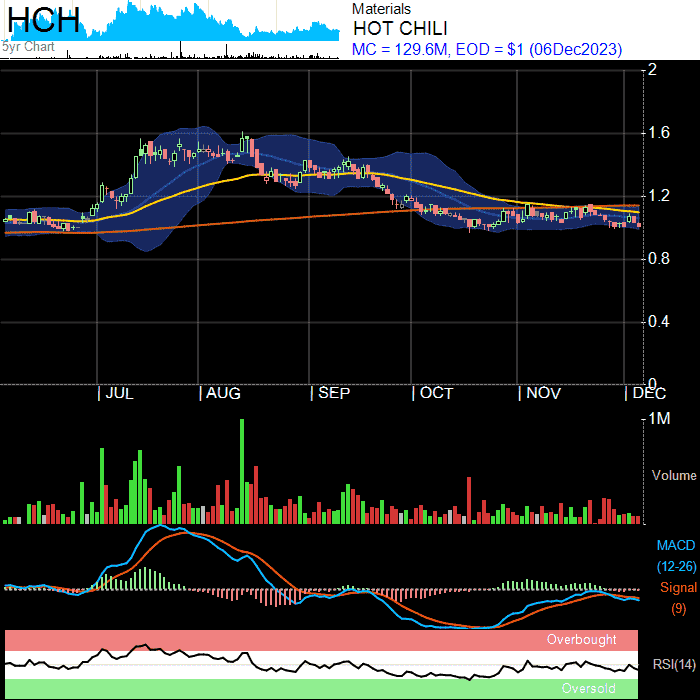 HCH
5yr Chart
Materials
HOT CHILI
MC = 129.6M, EOD = $1 (06Dec2023)
2
1.6
1.2
0.8
0.4
0
| JUL | AUG | SEP | OCT | NOV | DEC
1M
Volume
MACD
(12-26)
Signal
(9)
Overbought
RSI(14)
Oversold